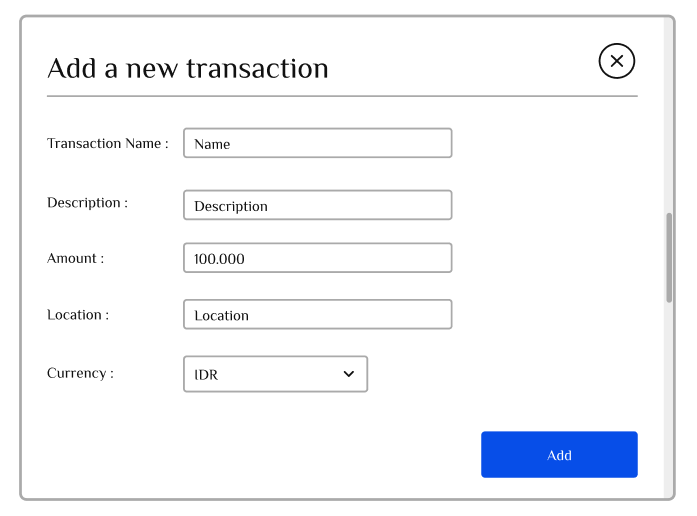 Add a new transaction
Transaction Name : Name
Description : Description
Amount : 100.000
Location : Location
Currency : IDR
Add